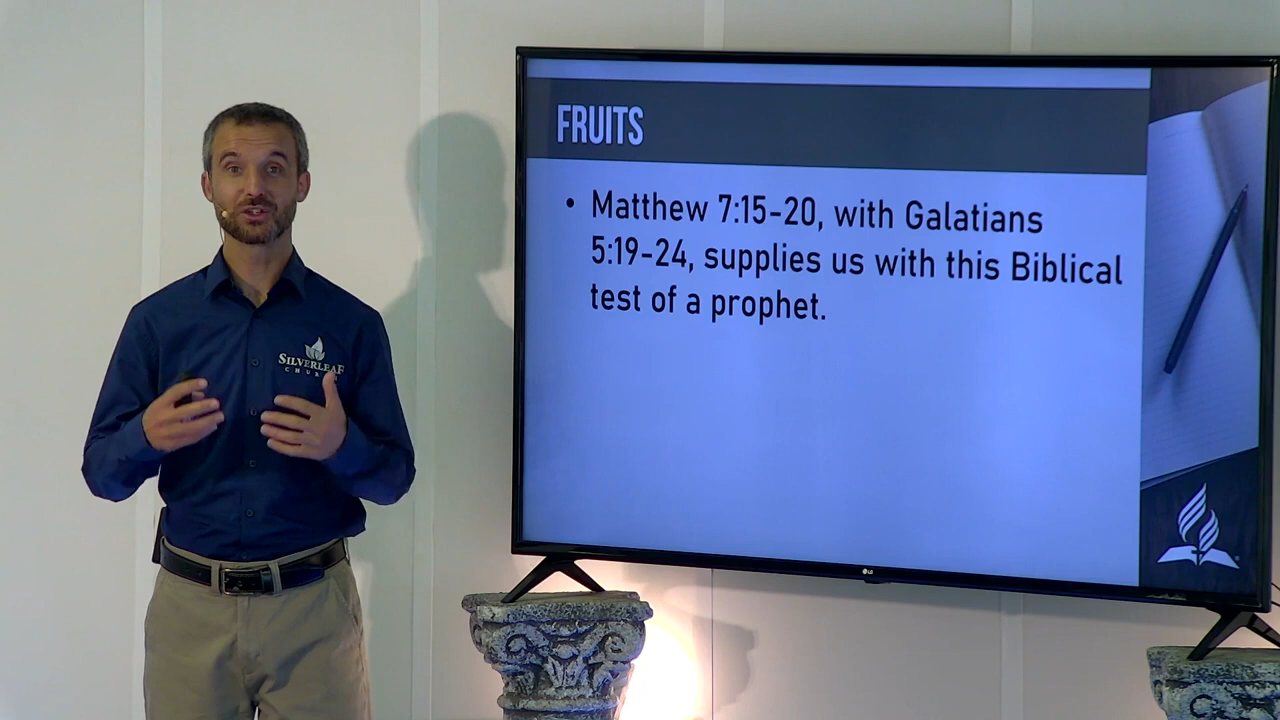 FRUITS
• Matthew 7:15-20, with Galatians
5:19-24, supplies us with this Biblical
test of a prophet.
SILVERLEAF
LG